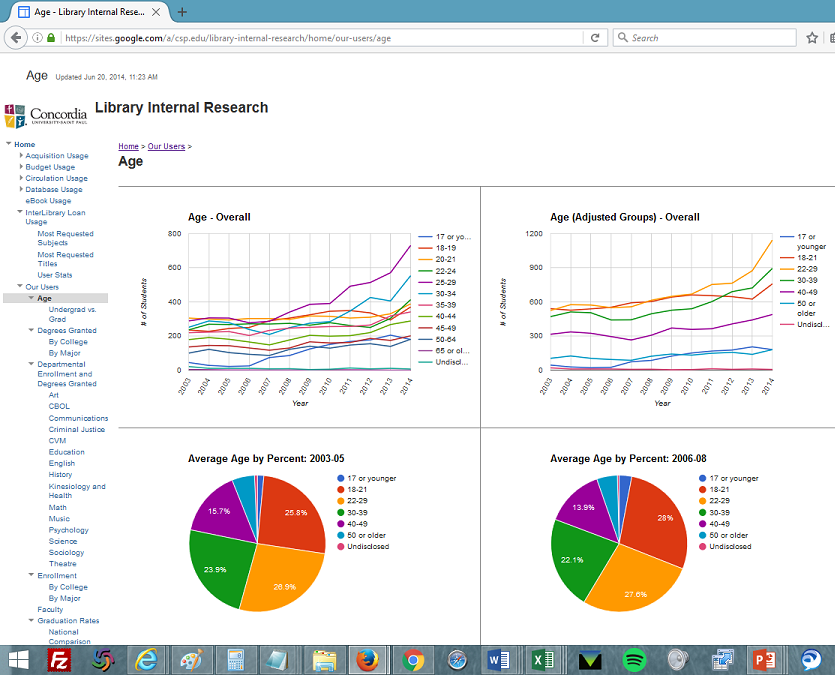 Age - Library Internal Rese...
https://sites.google.com/a/csp.edu/library-internal-research/home/our-users/age
Search
Age Updated Jun 20, 2014, 11:23 AM
Concordia
UNIVERSITY·SAINT PAUL
Library Internal Research
Home
Acquisition Usage
Budget Usage
Circulation Usage
Database Usage
eBook Usage
InterLibrary Loan
Usage
Most Requested
Subjects
Most Requested
Titles
User Stats
Our Users
Age
Undergrad vs.
Grad
Degrees Granted
By College
By Major
Departmental
Enrollment and
Degrees Granted
Art
CBOL
Communications
Criminal Justice
CVM
Education
English
History
Kinesiology and
Health
Math
Music
Psychology
Science
Sociology
Theatre
Enrollment
By College
By Major
Faculty
Graduation Rates
National
Comparison
Home > Our Users >
Age
Age - Overall
800
600
400
200
0
# of Students
2003 2004 2005 2006 2007 2008 2009 2010 2011 2012 2013 2014
Year
17 or yo...
18-19
20-21
22-24
25-29
30-34
35-39
40-44
45-49
50-64
65 or ol...
Undiscl...
Age (Adjusted Groups) - Overall
1200
900
600
300
0
# of Students
2003 2004 2005 2006 2007 2008 2009 2010 2011 2012 2013 2014
Year
17 or
younger
18-21
22-29
30-39
40-49
50 or
older
Undiscl...
Average Age by Percent: 2003-05
15.7%
25.8%
23.9%
26.9%
17 or younger
18-21
22-29
30-39
40-49
50 or older
Undisclosed
Average Age by Percent: 2006-08
13.9%
28%
22.1%
27.6%
17 or younger
18-21
22-29
30-39
40-49
50 or older
Undisclosed